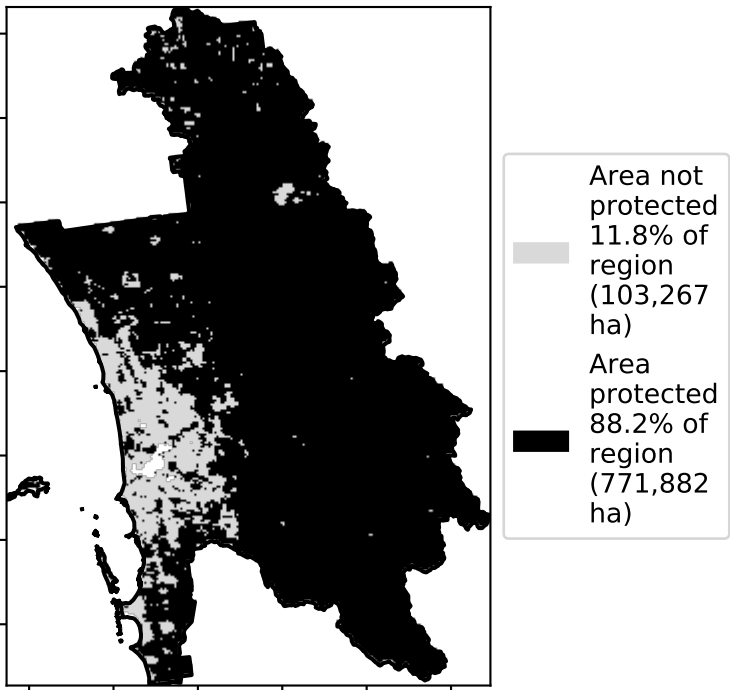 Area not
protected
11.8% of
region
(103,267
ha)
Area
protected
88.2% of
region
(771,882
ha)